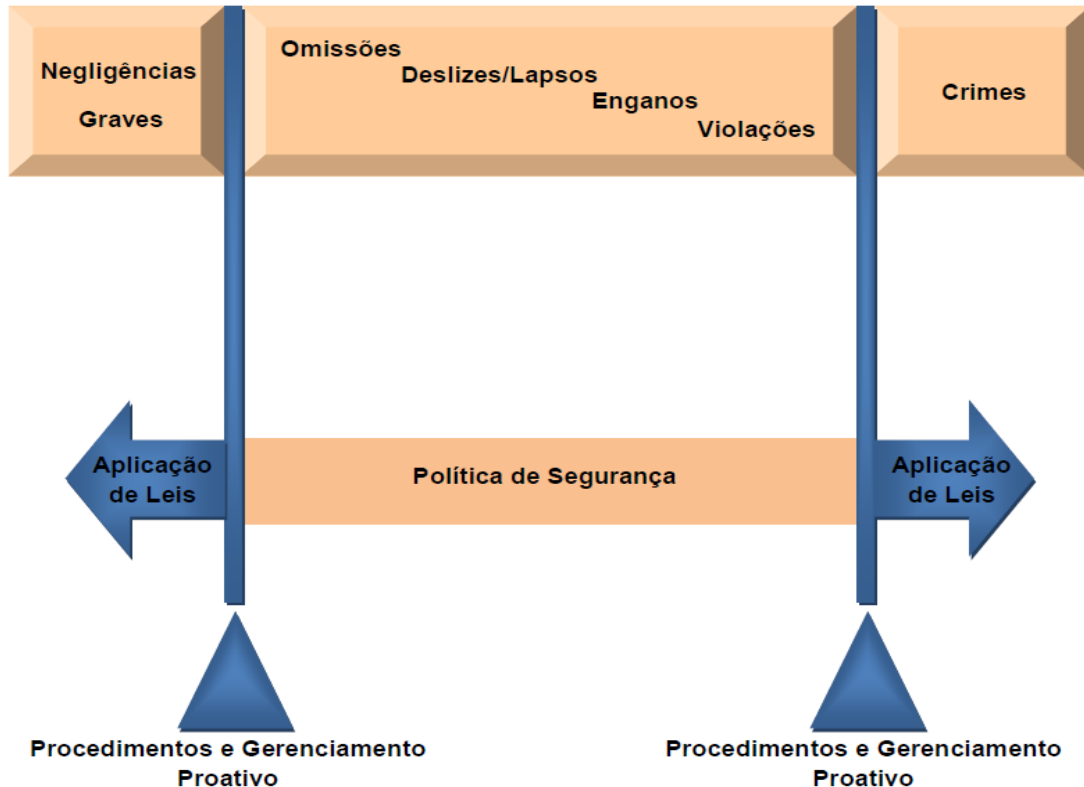 Negligências
Graves
Omissões
Deslizes/Lapsos
Enganos
Violações
Crimes
Aplicação
de Leis
Política de Segurança
Aplicação
de Leis
Procedimentos e Gerenciamento
Proativo
Procedimentos e Gerenciamento
Proativo